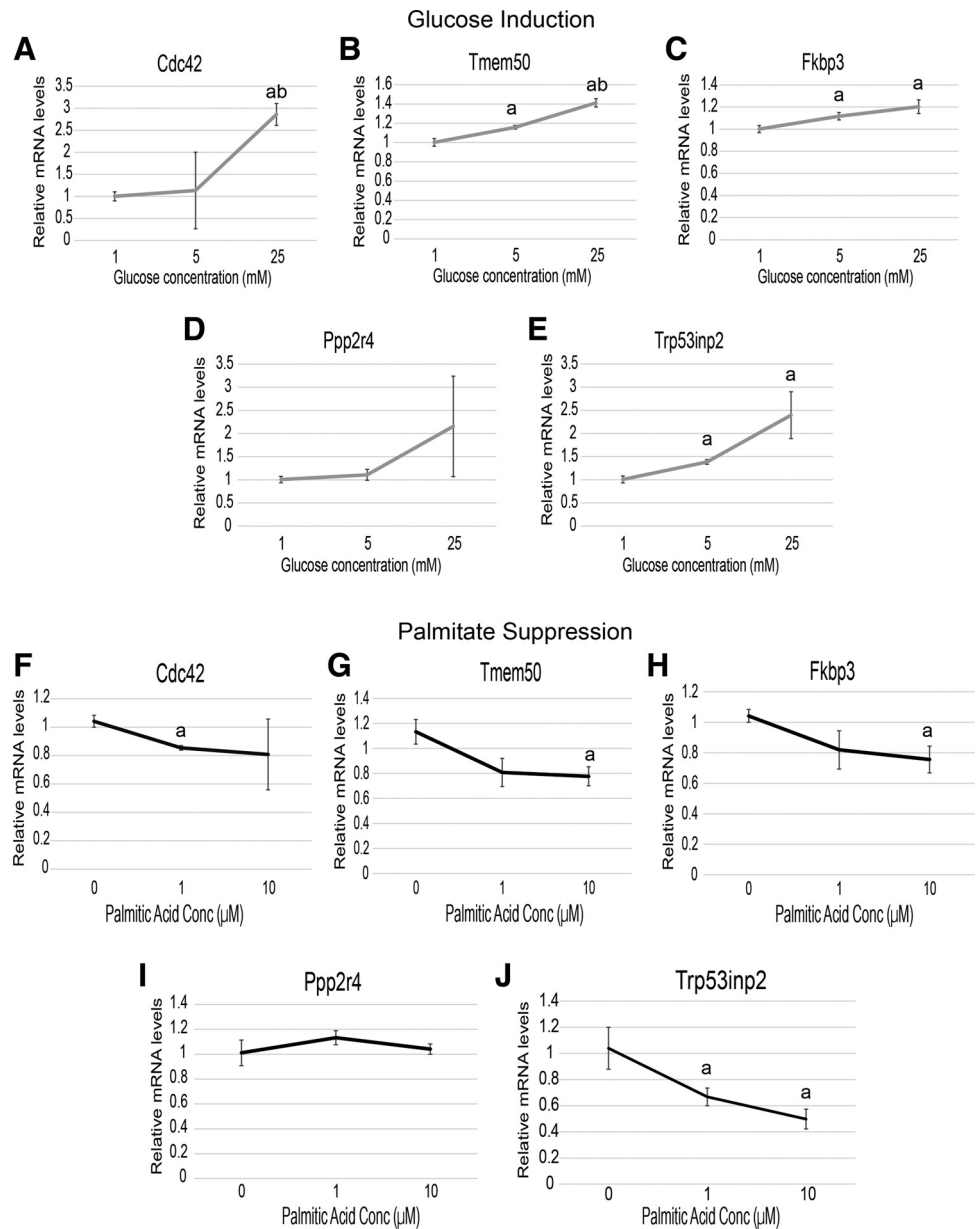 Glucose Induction
A
Cdc42
Relative mRNA levels
3.5
3
2.5
2
1.5
1
0.5
0
ab
1 5 25
Glucose concentration (mM)
B
Tmem50
Relative mRNA levels
1.6
1.4
1.2
1
0.8
0.6
0.4
0.2
0
a
ab
1 5 25
Glucose concentration (mM)
C
Fkbp3
Relative mRNA levels
1.4
1.2
1
0.8
0.6
0.4
0.2
0
a
a
1 5 25
Glucose concentration (mM)
D
Ppp2r4
Relative mRNA levels
3.5
3
2.5
2
1.5
1
0.5
0
1 5 25
Glucose concentration (mM)
E
Trp53inp2
Relative mRNA levels
3.5
3
2.5
2
1.5
1
0.5
0
a
a
1 5 25
Glucose concentration (mM)
Palmitate Suppression
F
Cdc42
Relative mRNA levels
1.2
1
0.8
0.6
0.4
0.2
0
a
0 1 10
Palmitic Acid Conc (µM)
G
Tmem50
Relative mRNA levels
1.4
1.2
1
0.8
0.6
0.4
0.2
0
a
0 1 10
Palmitic Acid Conc (µM)
H
Fkbp3
Relative mRNA levels
1.2
1
0.8
0.6
0.4
0.2
0
a
0 1 10
Palmitic Acid Conc (µM)
I
Ppp2r4
Relative mRNA levels
1.4
1.2
1
0.8
0.6
0.4
0.2
0
0 1 10
Palmitic Acid Conc (µM)
J
Trp53inp2
Relative mRNA levels
1.4
1.2
1
0.8
0.6
0.4
0.2
0
a
a
0 1 10
Palmitic Acid Conc (µM)